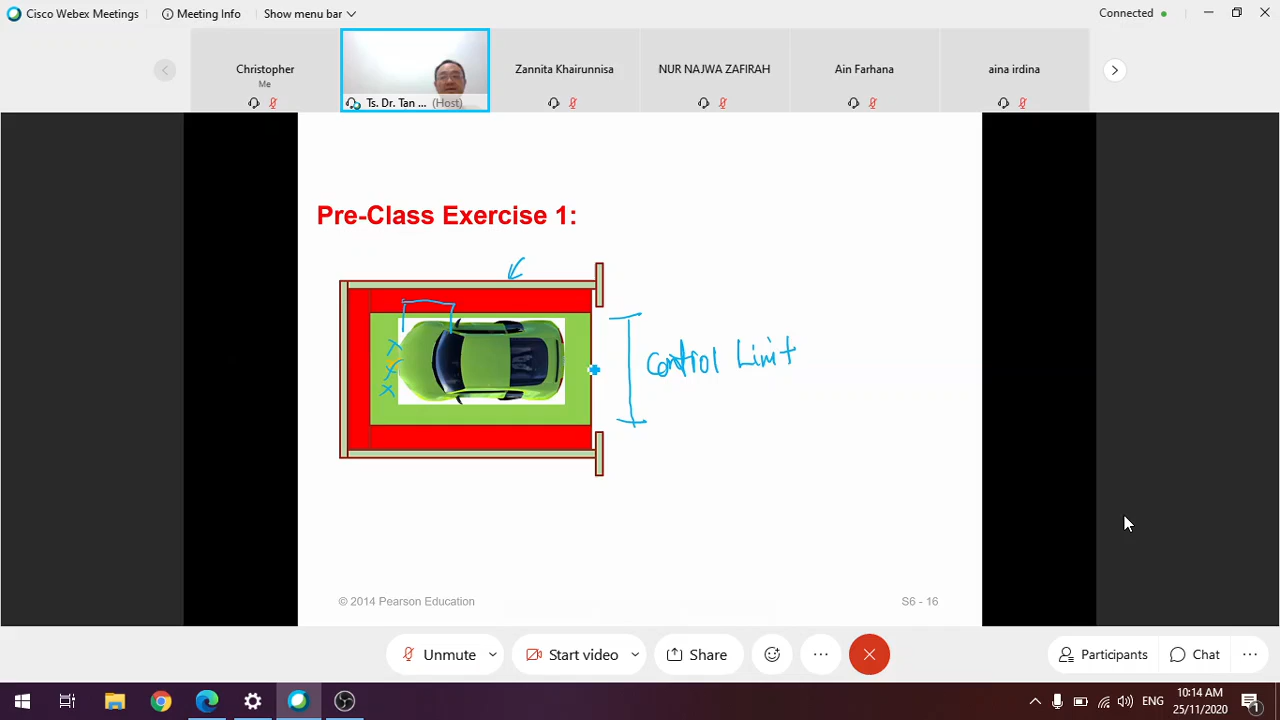 Cisco Webex Meetings
Meeting Info
Show menu bar
Connected
Christopher
Me
Ts. Dr. Tan ... (Host)
Zannita Khairunnisa
NUR NAJWA ZAFIRAH
Ain Farhana
aina irdina
Pre-Class Exercise 1:
X
X
X
Control Limit
© 2014 Pearson Education
S6 - 16
Unmute
Start video
Share
Participants
Chat
ENG
10:14 AM
25/11/2020
1